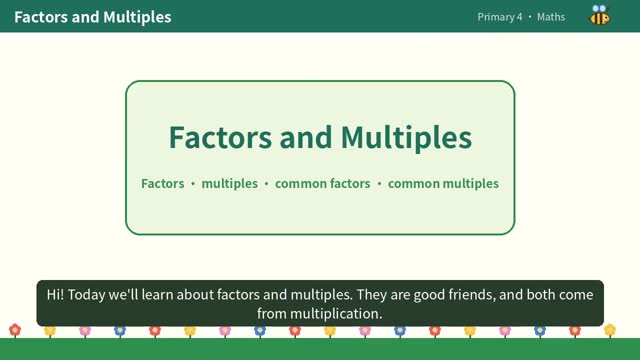 Factors and Multiples
Primary 4 • Maths
Factors and Multiples
Factors • multiples • common factors • common multiples
Hi! Today we'll learn about factors and multiples. They are good friends, and both come
from multiplication.